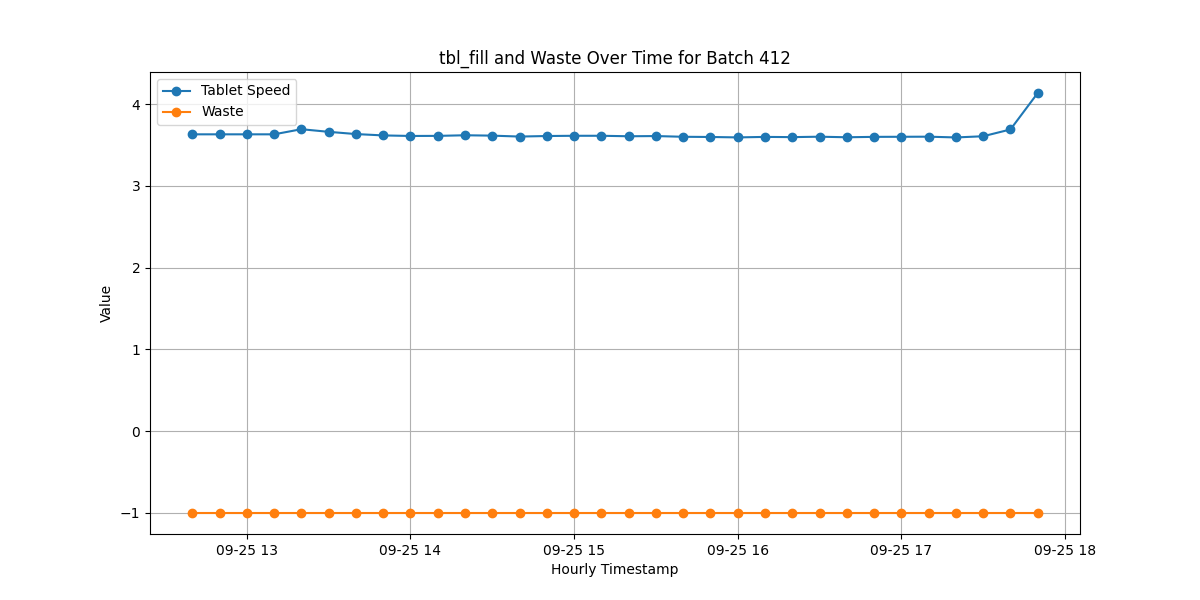 tbl_fill and Waste Over Time for Batch 412
Tablet Speed
Waste
4
3
2
1
0
−1
Value
09-25 13
09-25 14
09-25 15
09-25 16
09-25 17
09-25 18
Hourly Timestamp